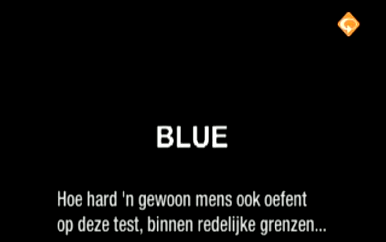 BLUE
Hoe hard 'n gewoon mens ook oefent
op deze test, binnen redelijke grenzen...